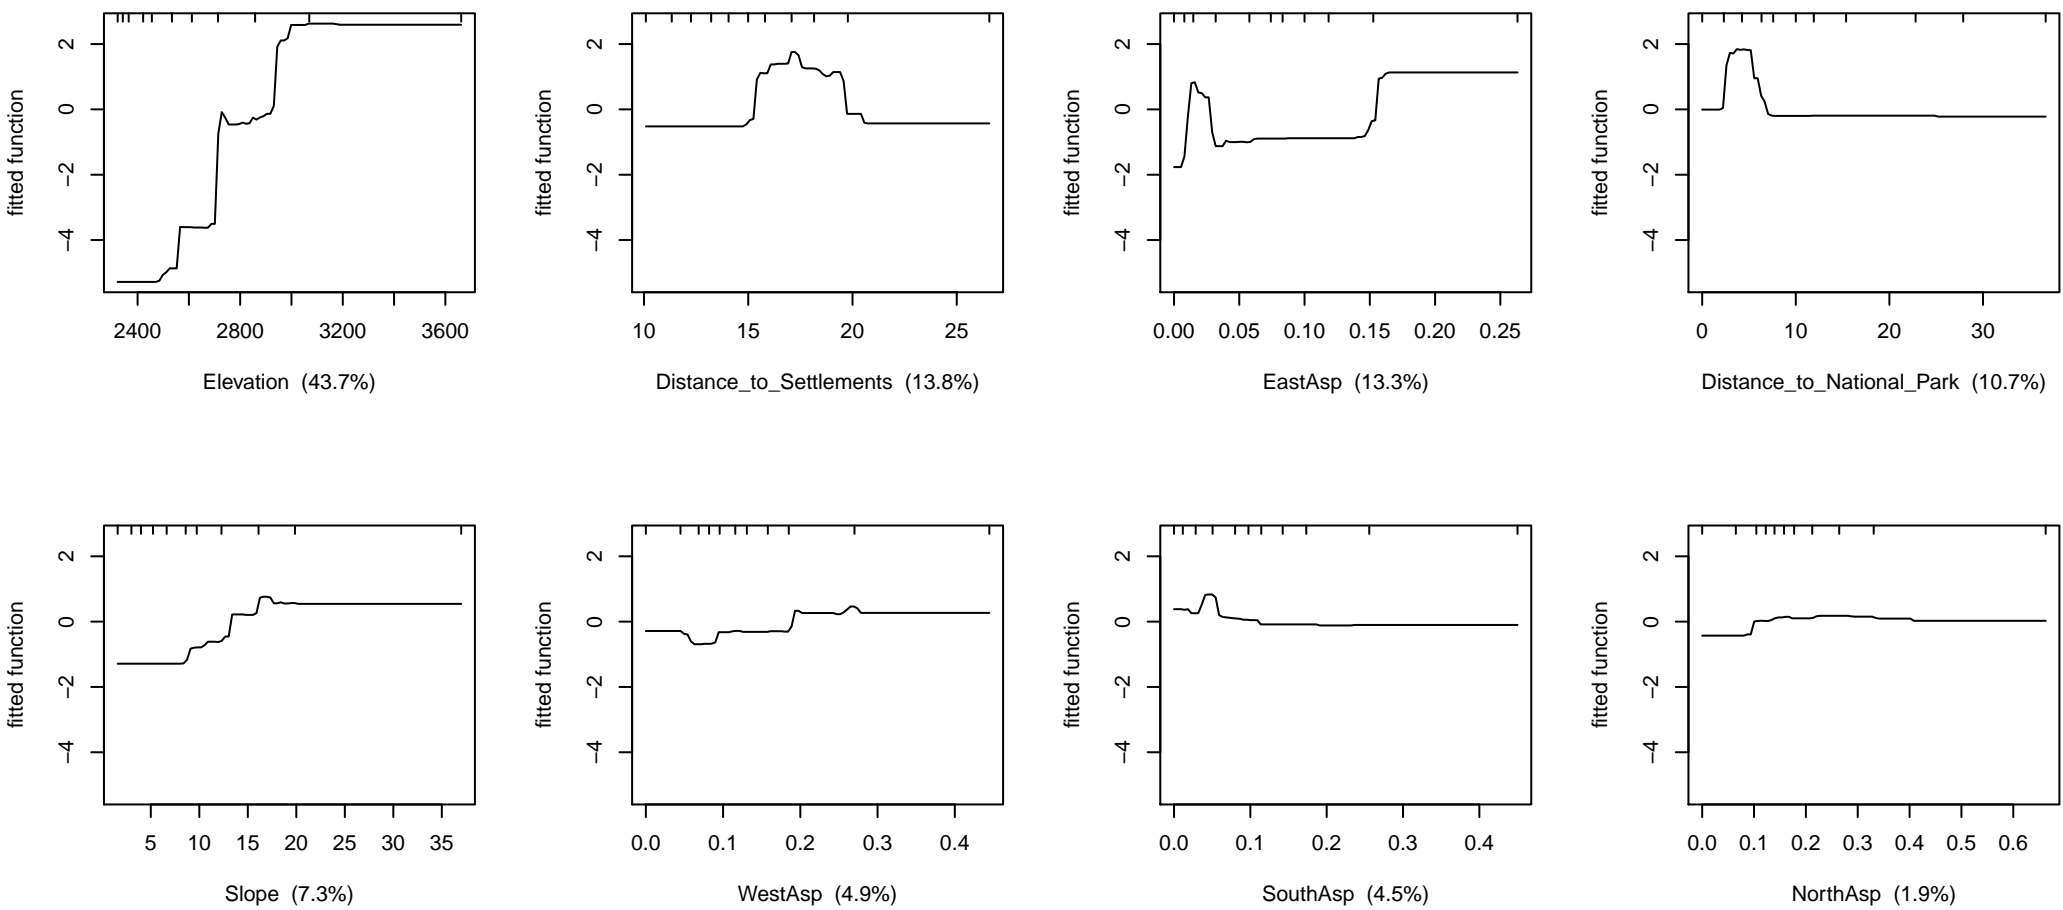 fitted function
2
0
−2
−4
2400 2800 3200 3600
Elevation (43.7%)
fitted function
2
0
−2
−4
10 15 20 25
Distance_to_Settlements (13.8%)
fitted function
2
0
−2
−4
0.00 0.05 0.10 0.15 0.20 0.25
EastAsp (13.3%)
fitted function
2
0
−2
−4
0 10 20 30
Distance_to_National_Park (10.7%)
fitted function
2
0
−2
−4
5 10 15 20 25 30 35
Slope (7.3%)
fitted function
2
0
−2
−4
0.0 0.1 0.2 0.3 0.4
WestAsp (4.9%)
fitted function
2
0
−2
−4
0.0 0.1 0.2 0.3 0.4
SouthAsp (4.5%)
fitted function
2
0
−2
−4
0.0 0.1 0.2 0.3 0.4 0.5 0.6
NorthAsp (1.9%)